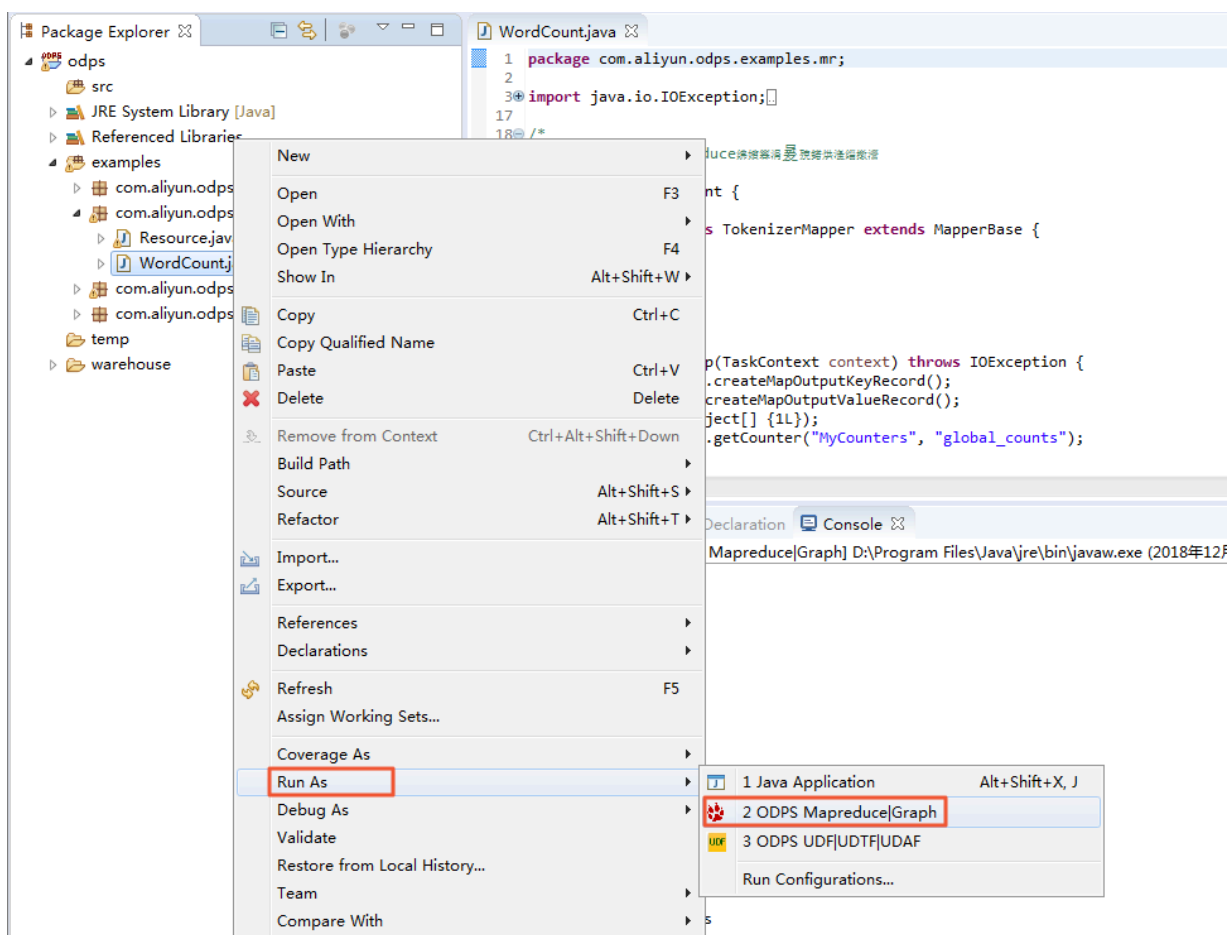 Package Explorer
odps
src
JRE System Library [Java]
Referenced Libraries
examples
com.aliyun.odps
com.aliyun.odps
Resource.jav
WordCount.j
com.aliyun.odps
com.aliyun.odps
temp
warehouse
WordCount.java
1 package com.aliyun.odps.examples.mr;
2
3 import java.io.IOException;
17
18 /*
duce
nt {
s TokenizerMapper extends MapperBase {
p(TaskContext context) throws IOException {
.createMapOutputKeyRecord();
createMapOutputValueRecord();
ject[] {1L});
.getCounter("MyCounters", "global_counts");
Declaration Console
Mapreduce|Graph] D:\Program Files\Java\jre\bin\javaw.exe (2018年12月
New
Open F3
Open With
Open Type Hierarchy F4
Show In Alt+Shift+W
Copy Ctrl+C
Copy Qualified Name
Paste Ctrl+V
Delete Delete
Remove from Context Ctrl+Alt+Shift+Down
Build Path
Source Alt+Shift+S
Refactor Alt+Shift+T
Import...
Export...
References
Declarations
Refresh F5
Assign Working Sets...
Coverage As
Run As
Debug As
Validate
Restore from Local History...
Team
Compare With
1 Java Application Alt+Shift+X, J
2 ODPS Mapreduce|Graph
UDF 3 ODPS UDF|UDTF|UDAF
Run Configurations...
s